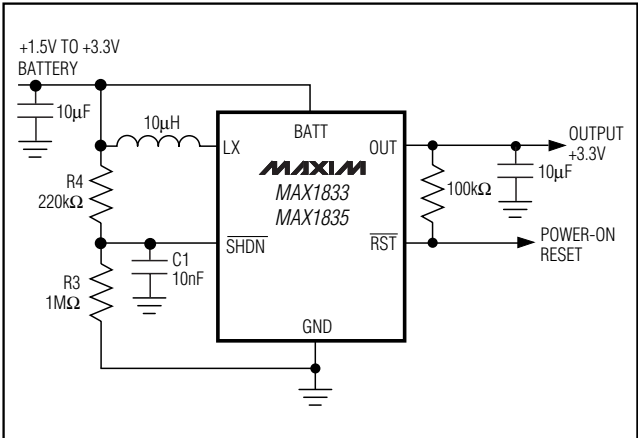 +1.5V TO +3.3V
BATTERY
10µF
10µH
LX
BATT
OUT
OUTPUT
+3.3V
MAXIM
MAX1833
MAX1835
R4
220kΩ
100kΩ
10µF
SHDN
RST
POWER-ON
RESET
C1
10nF
R3
1MΩ
GND